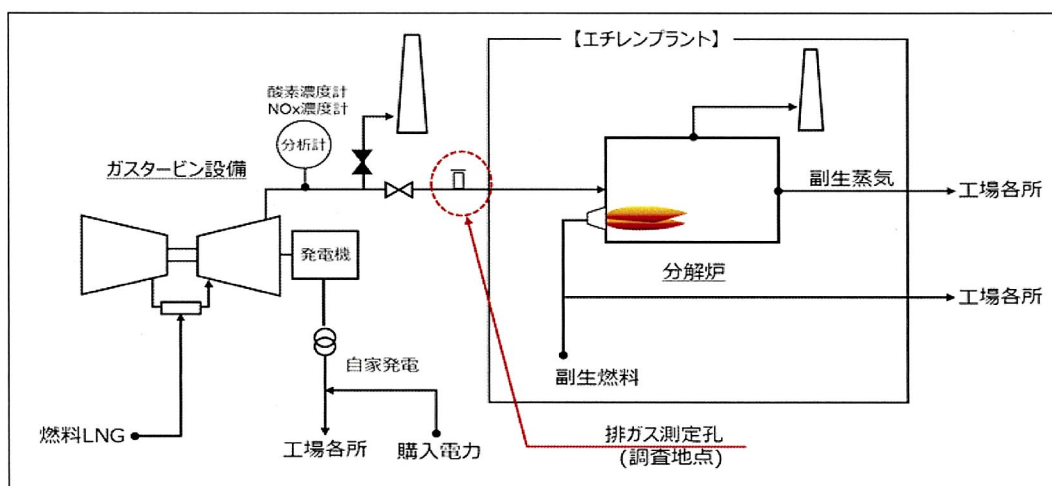 【エチレンプラント】
酸素濃度計
NOx濃度計
分析計
ガスタービン設備
発電機
副生蒸気
工場各所
分解炉
工場各所
自家発電
副生燃料
燃料LNG
工場各所
購入電力
排ガス測定孔
(調査地点)